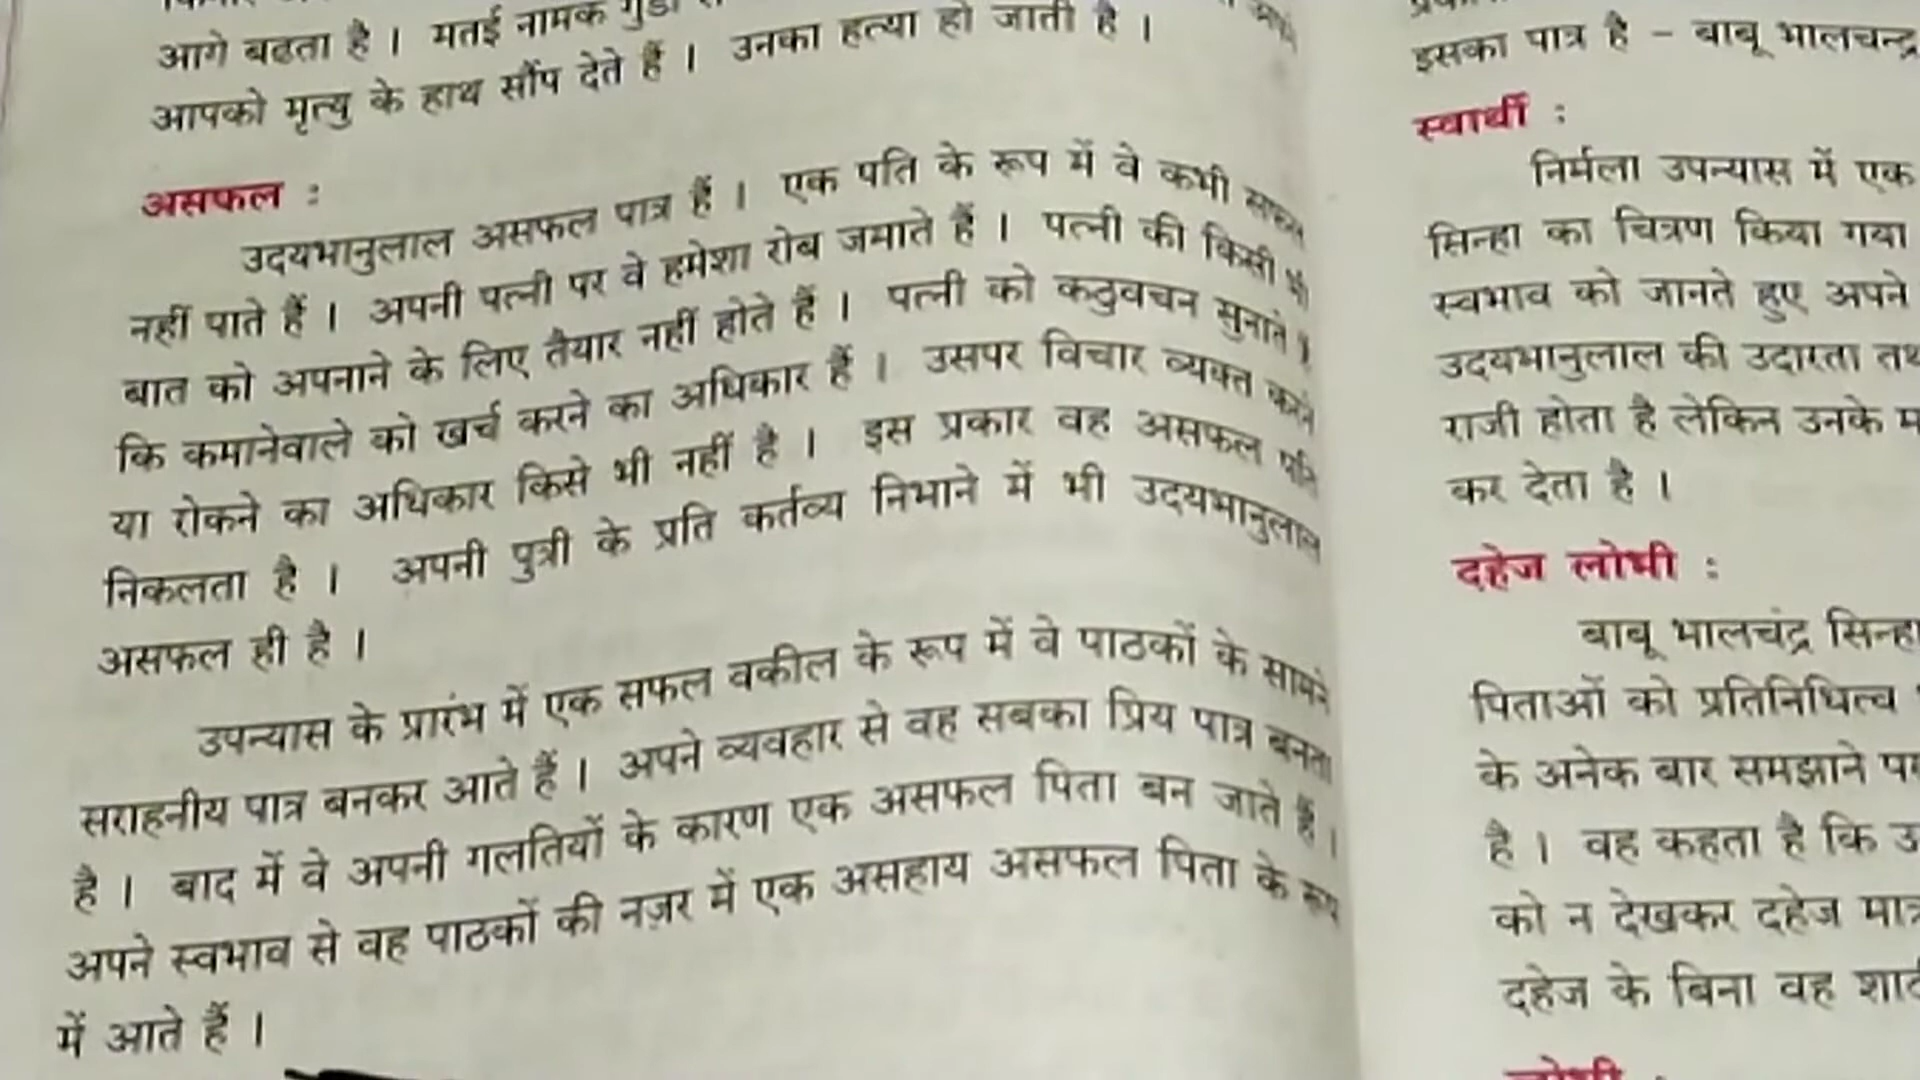 आगे बढता है । मतई नामक गुंडा
आपको मृत्यु के हाथ सौंप देते हैं । उनका हत्या हो जाती है ।
असफल :
उदयभानुलाल असफल पात्र हैं । एक पति के रूप में वे कभी सफल
नहीं पाते हैं । अपनी पत्नी पर वे हमेशा रोब जमाते हैं । पत्नी की किसी भी
बात को अपनाने के लिए तैयार नहीं होते हैं । पत्नी को कठुवचन सुनाते हैं
कि कमानेवाले को खर्च करने का अधिकार हैं । उसपर विचार व्यक्त करने
या रोकने का अधिकार किसे भी नहीं है । इस प्रकार वह असफल पति
निकलता है । अपनी पुत्री के प्रति कर्तव्य निभाने में भी उदयभानुलाल
असफल ही है ।
उपन्यास के प्रारंभ में एक सफल वकील के रूप में वे पाठकों के सामने
सराहनीय पात्र बनकर आते हैं । अपने व्यवहार से वह सबका प्रिय पात्र बनता
है । बाद में वे अपनी गलतियों के कारण एक असफल पिता बन जाते हैं ।
अपने स्वभाव से वह पाठकों की नज़र में एक असहाय असफल पिता के रूप
में आते हैं ।
इसका पात्र है – बाबू भालचन्द्र
स्वार्थी :
निर्मला उपन्यास में एक
सिन्हा का चित्रण किया गया
स्वभाव को जानते हुए अपने
उदयभानुलाल की उदारता
राजी होता है लेकिन उनके
कर देता है ।
दहेज लोभी :
बाबू भालचंद्र सिन्हा
पिताओं को प्रतिनिधित्व
के अनेक बार समझाने
है । वह कहता है कि
को न देखकर दहेज
दहेज के बिना वह